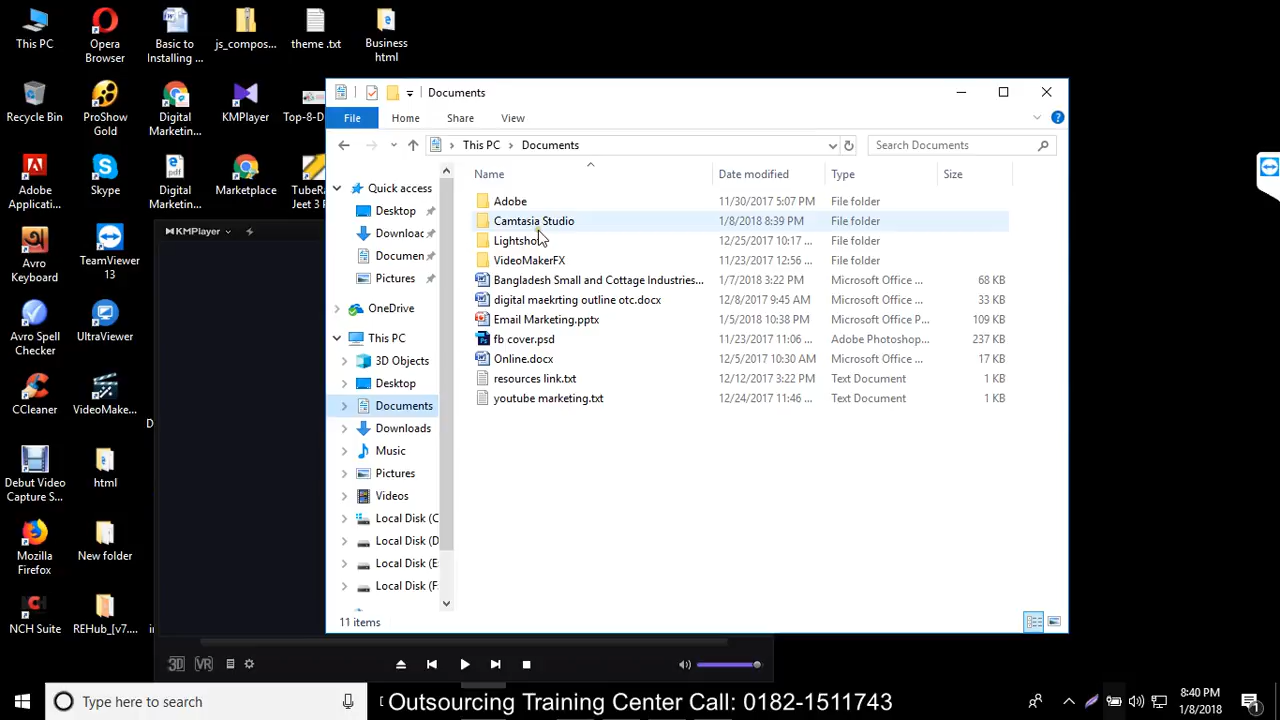 This PC
Opera
Browser
Basic to
Installing ...
js_compos...
theme .txt
Business
html
Recycle Bin
ProShow
Gold
Digital
Marketin...
KMPlayer
Top-8-D
Adobe
Applicati...
Skype
Digital
Marketin...
Marketplace
TubeRa
Jeet 3 P
Avro
Keyboard
TeamViewer
13
Avro Spell
Checker
UltraViewer
CCleaner
VideoMake...
Debut Video
Capture S...
html
Mozilla
Firefox
New folder
NCH Suite
REHub_[v7....
KMPlayer
3D
VR
Documents
File
Home
Share
View
This PC
Documents
Search Documents
Quick access
Desktop
Downloac
Documen
Pictures
OneDrive
This PC
3D Objects
Desktop
Documents
Downloads
Music
Pictures
Videos
Local Disk (C
Local Disk (D
Local Disk (E
Local Disk (F
Name Date modified Type Size
Adobe 11/30/2017 5:07 PM File folder
Camtasia Studio 1/8/2018 8:39 PM File folder
Lightsho 12/25/2017 10:17 ... File folder
VideoMakerFX 11/23/2017 12:56 ... File folder
Bangladesh Small and Cottage Industries... 1/7/2018 3:22 PM Microsoft Office ... 68 KB
digital maekrting outline otc.docx 12/8/2017 9:45 AM Microsoft Office ... 33 KB
Email Marketing.pptx 1/5/2018 10:38 PM Microsoft Office P... 109 KB
fb cover.psd 11/23/2017 11:06 ... Adobe Photoshop... 237 KB
Online.docx 12/5/2017 10:30 AM Microsoft Office ... 17 KB
resources link.txt 12/12/2017 3:22 PM Text Document 1 KB
youtube marketing.txt 12/24/2017 11:46 ... Text Document 1 KB
11 items
Type here to search
Outsourcing Training Center Call: 0182-1511743
8:40 PM
1/8/2018